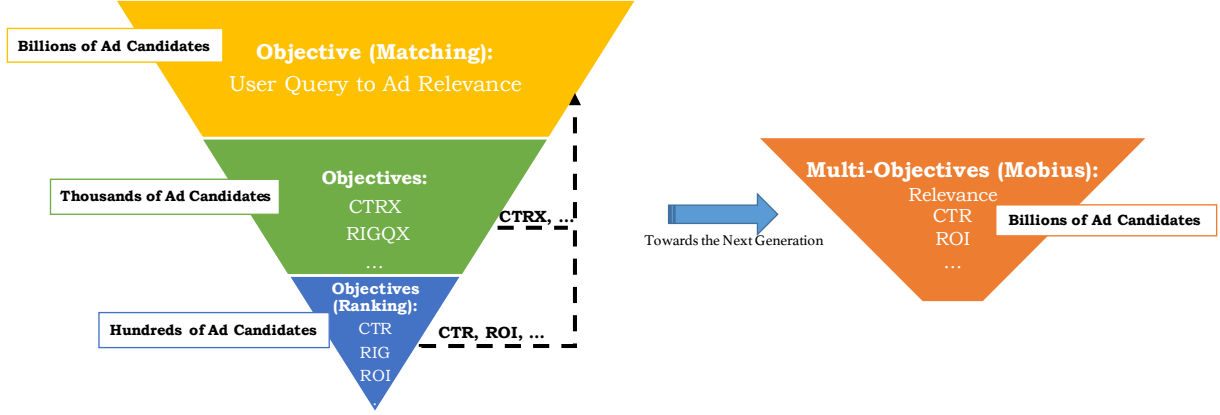 Billions of Ad Candidates
Objective (Matching):
User Query to Ad Relevance
Thousands of Ad Candidates
Objectives:
CTRX
RIGQX
...
CTRX, ...
Objectives
(Ranking):
Hundreds of Ad Candidates
CTR
RIG
ROI
.
CTR, ROI, ...
Towards the Next Generation
Multi-Objectives (Mobius):
Relevance
CTR
ROI
...
Billions of Ad Candidates